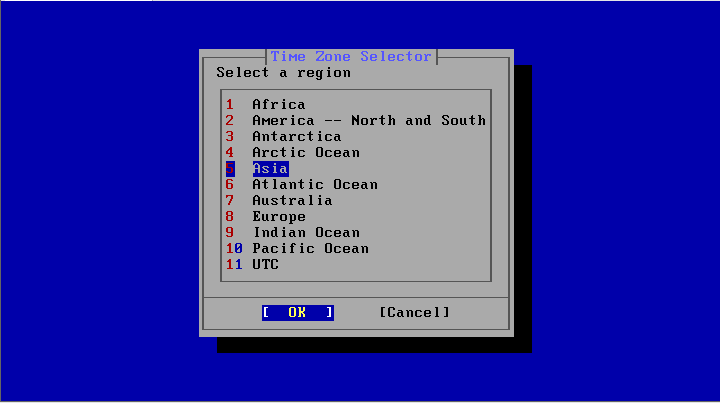 Time Zone Selector
Select a region
1 Africa
2 America -- North and South
3 Antarctica
4 Arctic Ocean
5 Asia
6 Atlantic Ocean
7 Australia
8 Europe
9 Indian Ocean
10 Pacific Ocean
11 UTC
[ OK ] [Cancel]